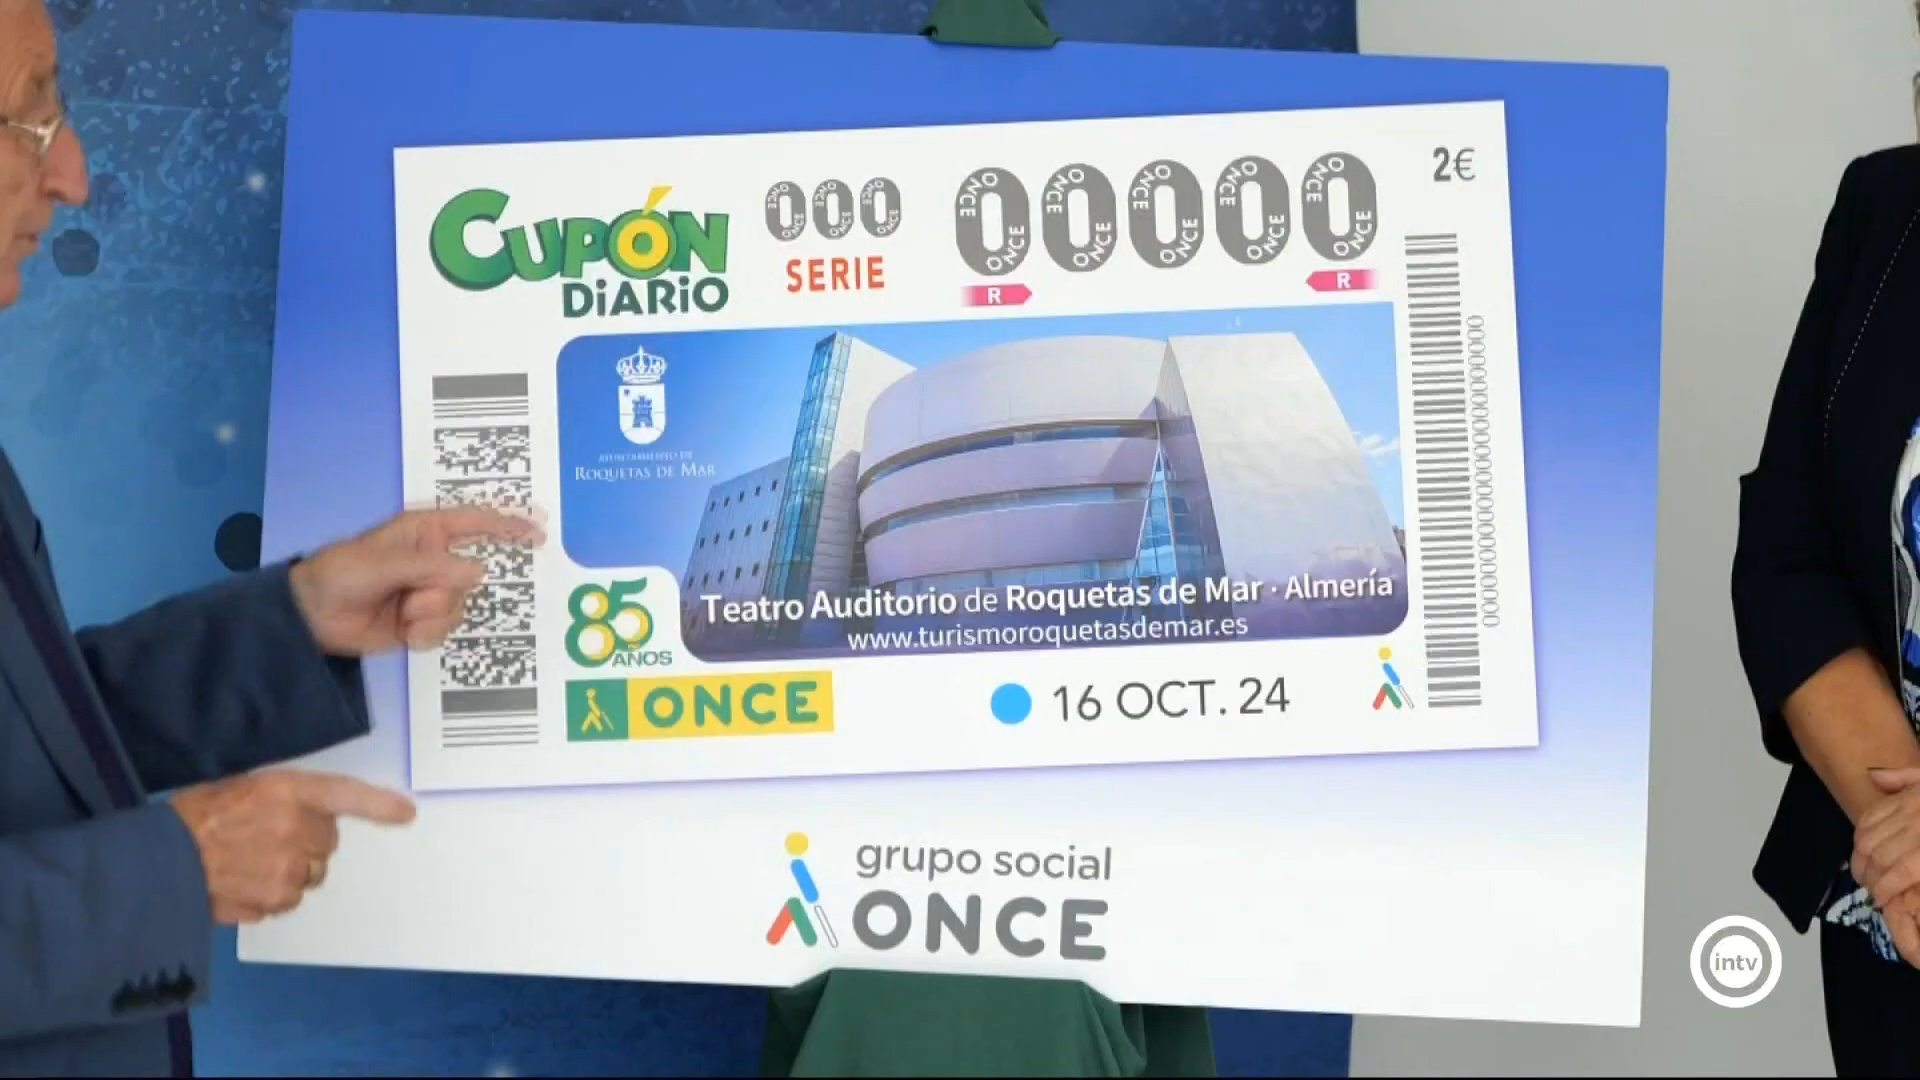 CUPÓN
DiARiO
000
SERIE
00000
2€
R
R
AYUNTAMIENTO DE
ROQUETAS DE MAR
Teatro Auditorio de Roquetas de Mar · Almería
www.turismoroquetasdemar.es
85
AÑOS
ONCE
16 OCT. 24
grupo social
ONCE
intv